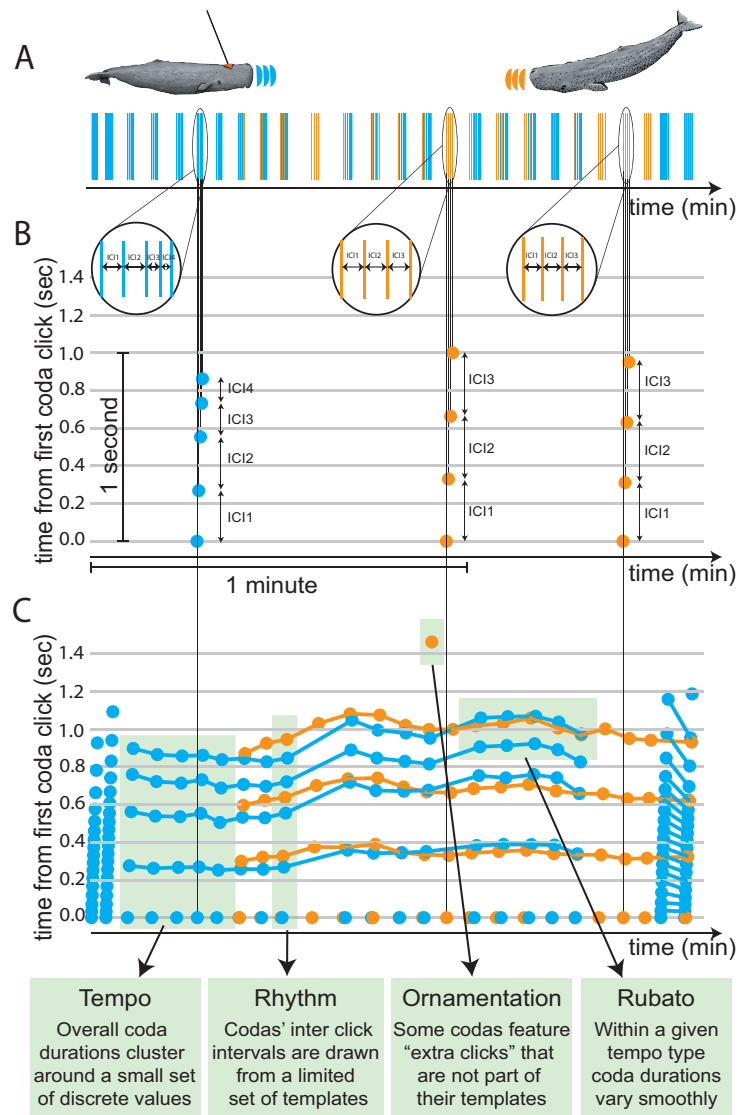 A
time (min)
B
ICI1 ICI2 ICI3 ICI4
ICI1 ICI2 ICI3
ICI1 ICI2 ICI3
time from first coda click (sec)
1.4
1.2
1.0
0.8
0.6
0.4
0.2
0.0
1 second
ICI4
ICI3
ICI2
ICI1
ICI3
ICI2
ICI1
ICI3
ICI2
ICI1
time (min)
1 minute
C
time from first coda click (sec)
1.4
1.2
1.0
0.8
0.6
0.4
0.2
0.0
time (min)
Tempo
Overall coda
durations cluster
around a small set
of discrete values
Rhythm
Codas' inter click
intervals are drawn
from a limited
set of templates
Ornamentation
Some codas feature
“extra clicks” that
are not part of
their templates
Rubato
Within a given
tempo type
coda durations
vary smoothly